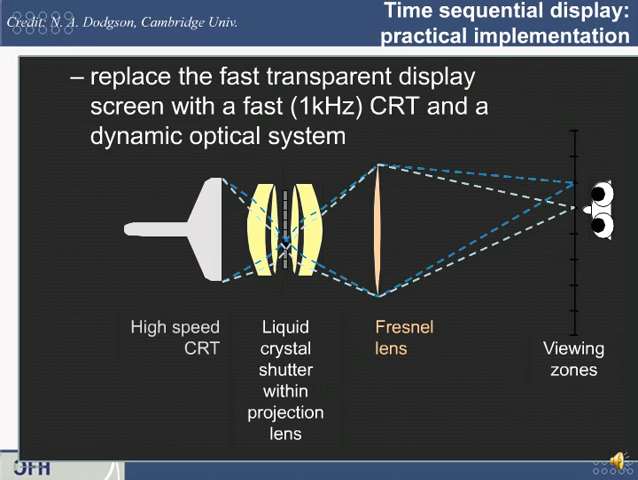 Credit: N. A. Dodgson, Cambridge Univ.
Time sequential display:
practical implementation
– replace the fast transparent display
screen with a fast (1kHz) CRT and a
dynamic optical system
High speed
CRT
Liquid
crystal
shutter
within
projection
lens
Fresnel
lens
Viewing
zones